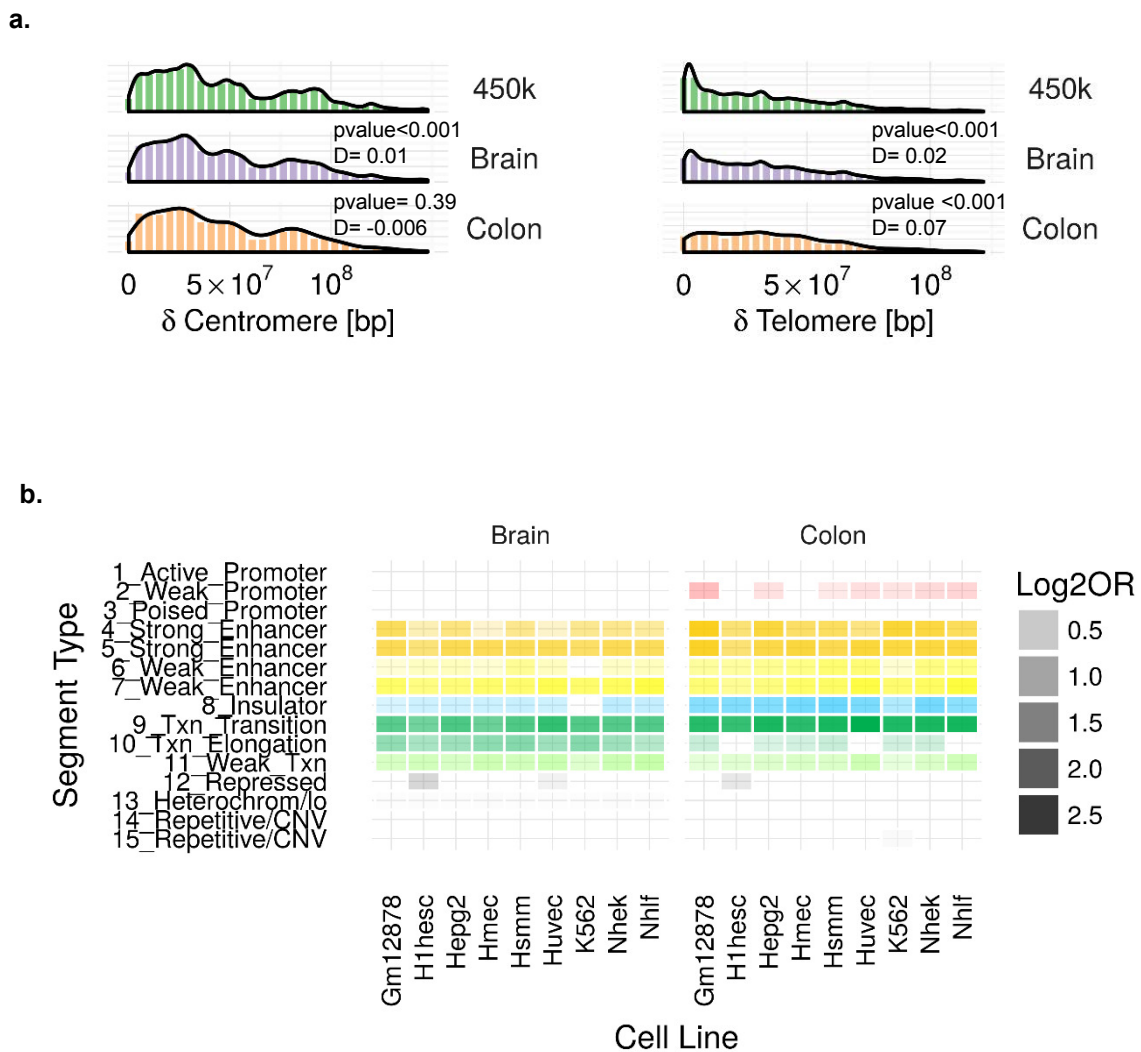 a.
450k
pvalue<0.001
D= 0.01
Brain
pvalue= 0.39
D= -0.006
Colon
0
5×10⁷
10⁸
δ Centromere [bp]
450k
pvalue<0.001
D= 0.02
Brain
pvalue <0.001
D= 0.07
Colon
0
5×10⁷
10⁸
δ Telomere [bp]
b.
Brain
Colon
Segment Type
1_Active_Promoter
2_Weak_Promoter
3_Poised_Promoter
4_Strong_Enhancer
5_Strong_Enhancer
6_Weak_Enhancer
7_Weak_Enhancer
8_Insulator
9_Txn_Transition
10_Txn_Elongation
11_Weak_Txn
12_Repressed
13_Heterochrom/lo
14_Repetitive/CNV
15_Repetitive/CNV
Log2OR
0.5
1.0
1.5
2.0
2.5
Gm12878
H1hesc
Hepg2
Hmec
Hsmm
Huvec
K562
Nhek
Nhlf
Gm12878
H1hesc
Hepg2
Hmec
Hsmm
Huvec
K562
Nhek
Nhlf
Cell Line